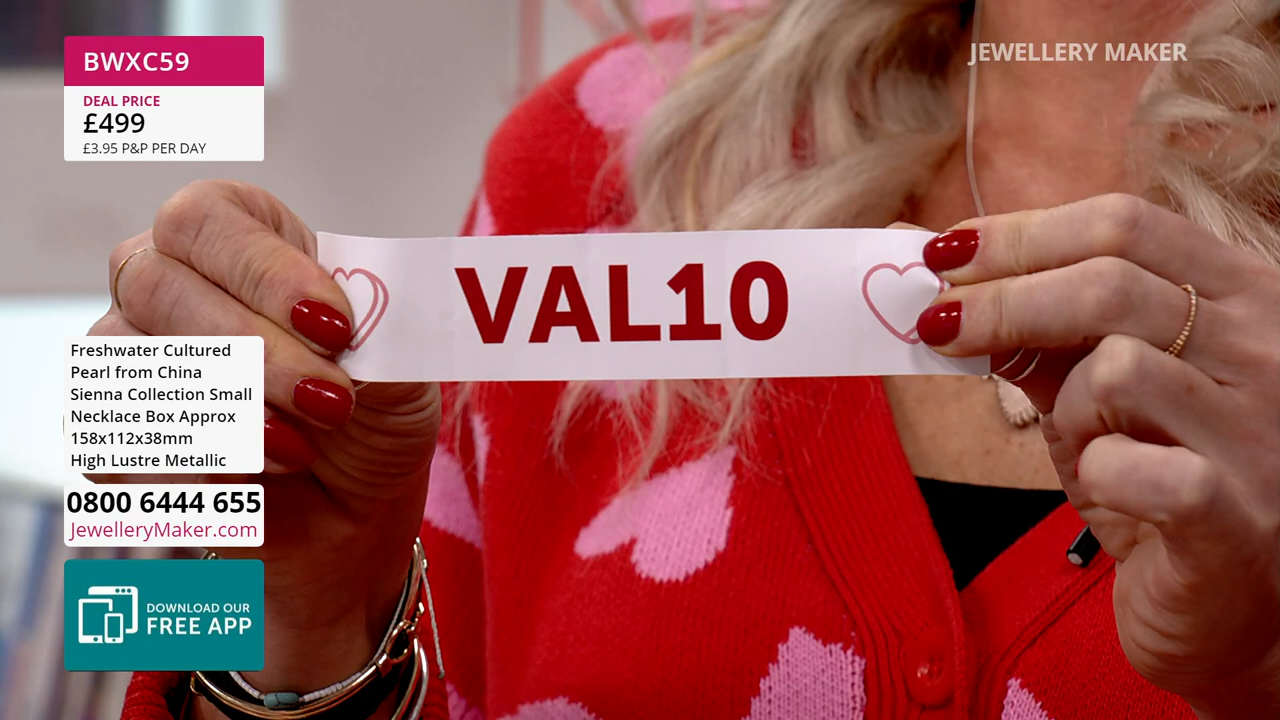 BWXC59
DEAL PRICE
£499
£3.95 P&P PER DAY
JEWELLERY MAKER
VAL10
Freshwater Cultured
Pearl from China
Sienna Collection Small
Necklace Box Approx
158x112x38mm
High Lustre Metallic
0800 6444 655
JewelleryMaker.com
DOWNLOAD OUR
FREE APP